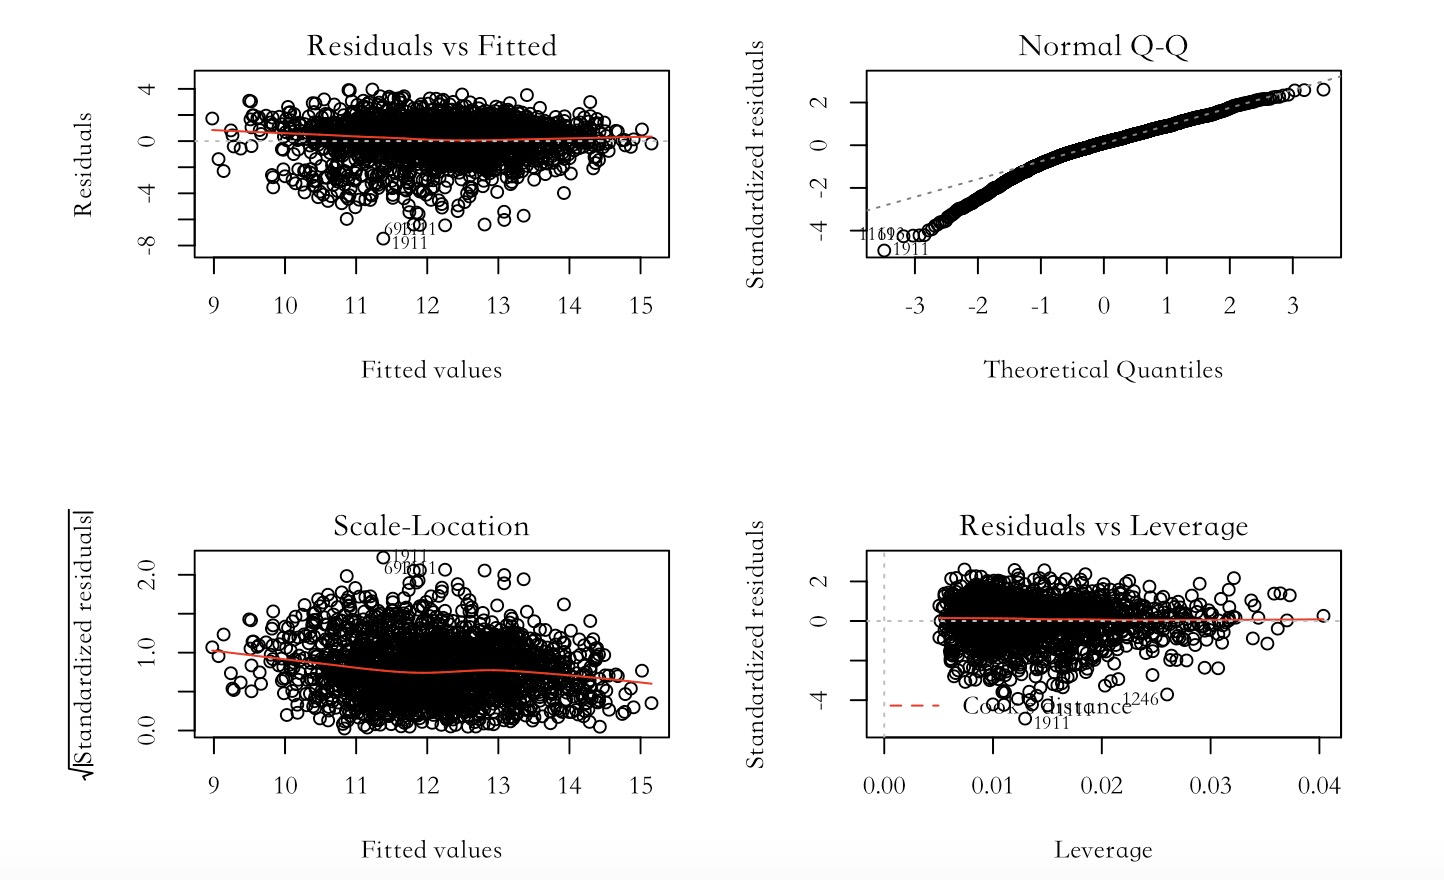 Residuals vs Fitted
Residuals
4
0
-4
-8
1911
9 10 11 12 13 14 15
Fitted values
Normal Q-Q
Standardized residuals
2
0
-2
-4
1911
-3 -2 -1 0 1 2 3
Theoretical Quantiles
Scale-Location
√|Standardized residuals|
2.0
1.0
0.0
1911
9 10 11 12 13 14 15
Fitted values
Residuals vs Leverage
Standardized residuals
2
0
-4
1246
Cook's distance
1911
0.00 0.01 0.02 0.03 0.04
Leverage